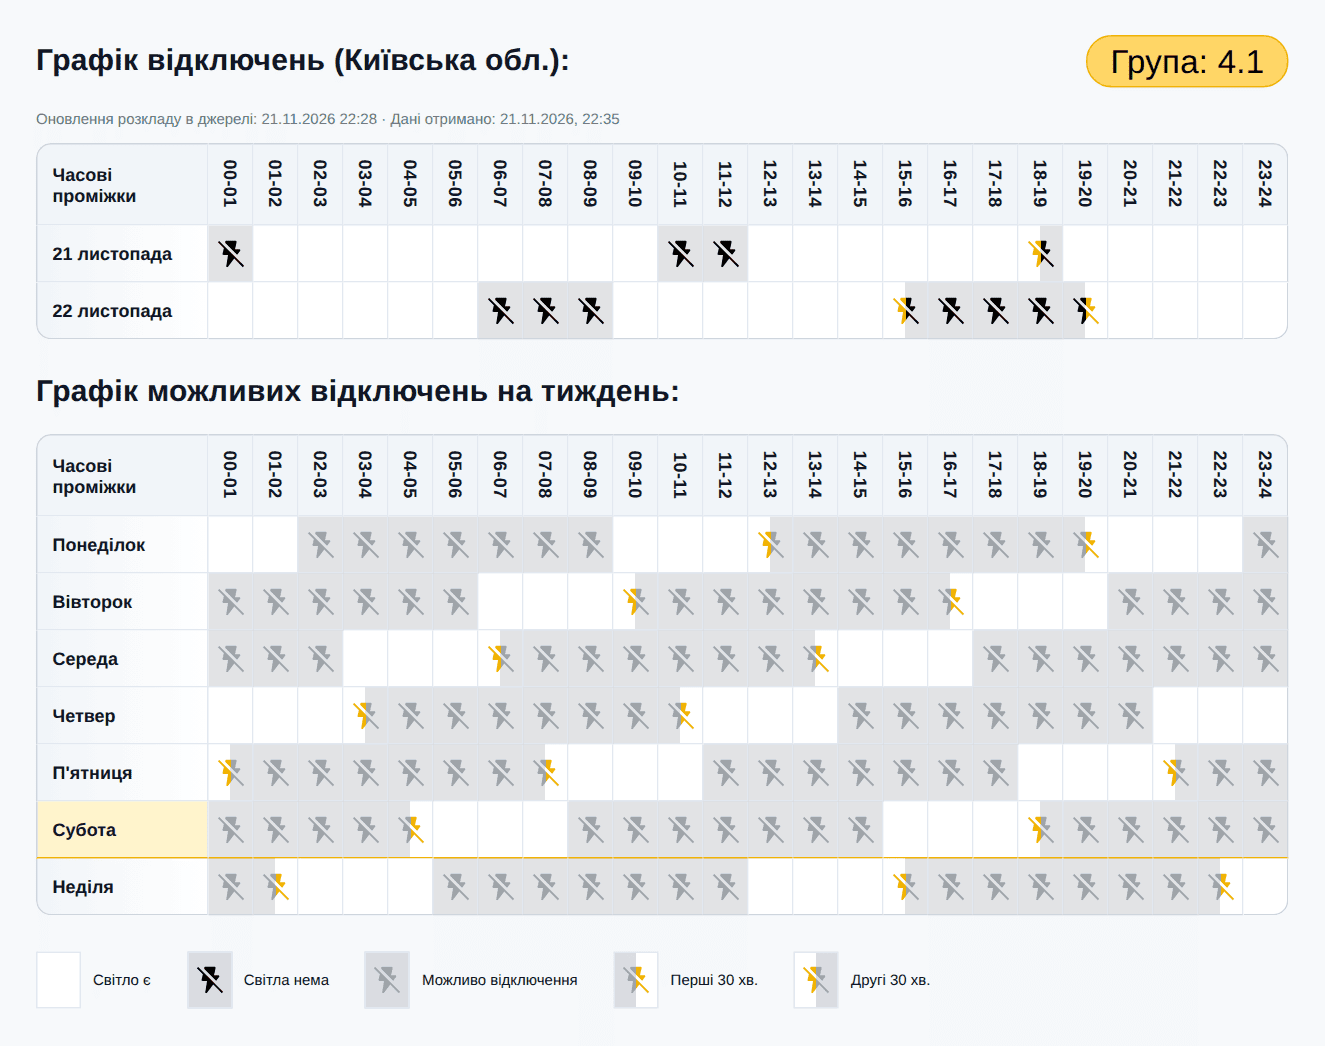 Графік відключень (Київська обл.):
Група: 4.1
Оновлення розкладу в джерелі: 21.11.2026 22:28 · Дані отримано: 21.11.2026, 22:35
Часові проміжки 00-01 01-02 02-03 03-04 04-05 05-06 06-07 07-08 08-09 09-10 10-11 11-12 12-13 13-14 14-15 15-16 16-17 17-18 18-19 19-20 20-21 21-22 22-23 23-24
21 листопада
22 листопада
Графік можливих відключень на тиждень:
Часові проміжки 00-01 01-02 02-03 03-04 04-05 05-06 06-07 07-08 08-09 09-10 10-11 11-12 12-13 13-14 14-15 15-16 16-17 17-18 18-19 19-20 20-21 21-22 22-23 23-24
Понеділок
Вівторок
Середа
Четвер
П'ятниця
Субота
Неділя
Світло є Світла нема Можливо відключення Перші 30 хв. Другі 30 хв.